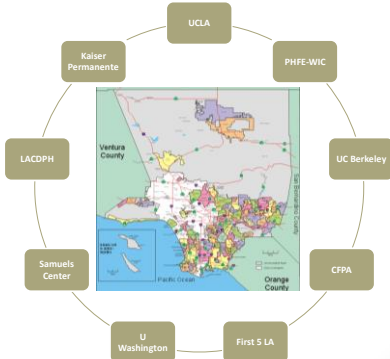 UCLA
Kaiser
Permanente
PHFE-WIC
LACDPH
Ventura
County
UC Berkeley
Samuels
Center
CFPA
Pacific Ocean
Orange
County
U
Washington
First 5 LA